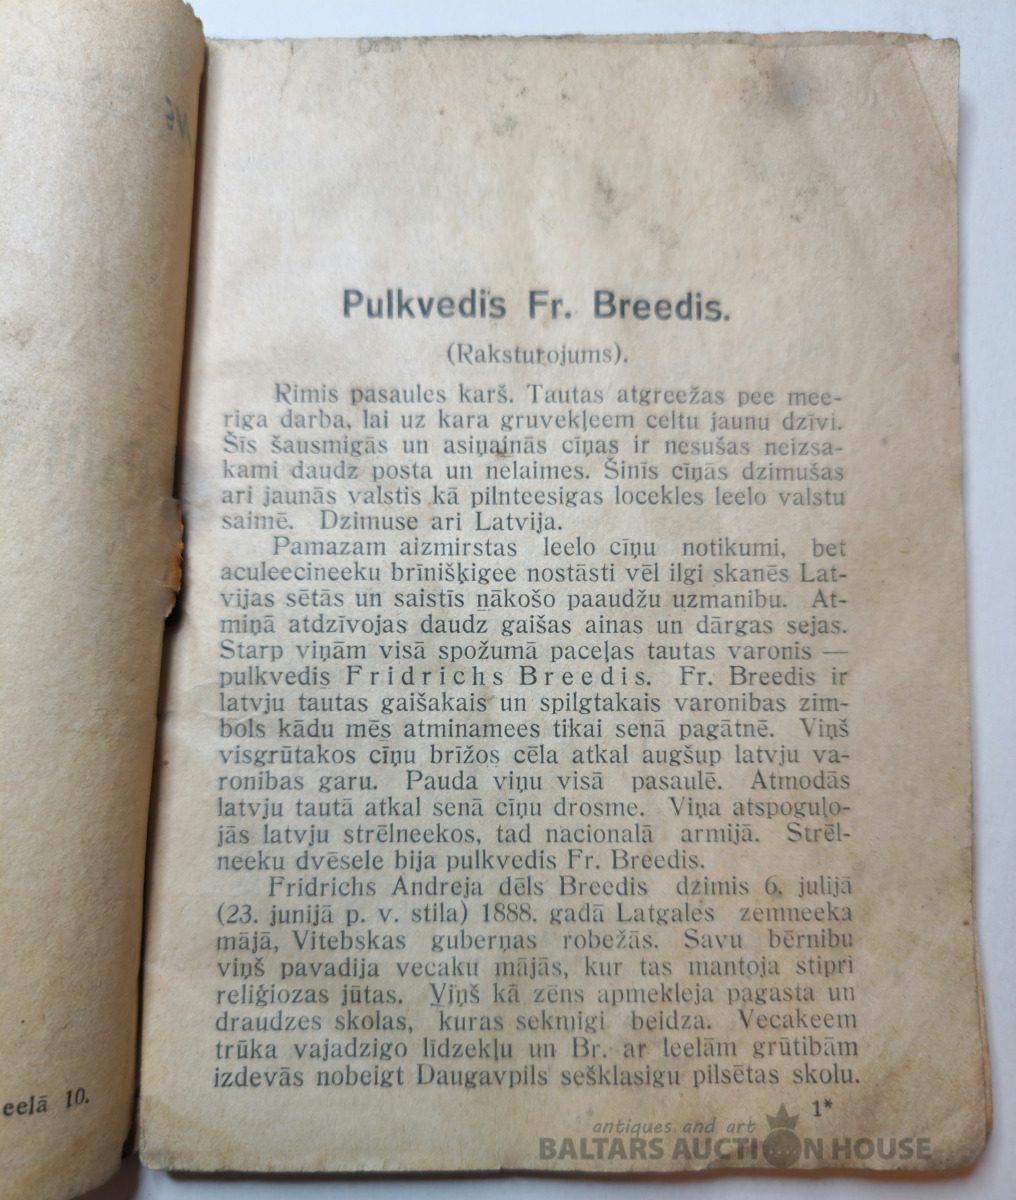 Pulkvedis Fr. Breedis.
(Raksturojums).
Rimis pasaules karš. Tautas atgreežas pee mee-
riga darba, lai uz kara gruvekļeem celtu jaunu dzīvi.
Šīs šausmigās un asiņainās cīņas ir nesušas neizsa-
kami daudz posta un nelaimes. Šinīs cīņās dzimušas
ari jaunās valstis kā pilnteesigas locekles leelo valstu
saimē. Dzimuse ari Latvija.
Pamazam aizmirstas leelo cīņu notikumi, bet
aculeecineeku brīnišķigee nostāsti vēl ilgi skanēs Lat-
vijas sētās un saistīs nākošo paaudžu uzmanibu. At-
miņā atdzīvojas daudz gaišas ainas un dārgas sejas.
Starp viņām visā spožumā paceļas tautas varonis —
pulkvedis Fridrichs Breedis. Fr. Breedis ir
latvju tautas gaišakais un spilgtakais varonibas zim-
bols kādu mēs atminamees tikai senā pagātnē. Viņš
visgrūtakos cīņu brīžos cēla atkal augšup latvju va-
ronibas garu. Pauda viņu visā pasaulē. Atmodās
latvju tautā atkal senā cīņu drosme. Viņa atspoguļo-
jās latvju strēlneekos, tad nacionalā armijā. Strēl-
neeku dvēsele bija pulkvedis Fr. Breedis.
Fridrichs Andreja dēls Breedis dzimis 6. julijā
(23. junijā p. v. stila) 1888. gadā Latgales zemneeka
mājā, Vitebskas guberņas robežās. Savu bērnibu
viņš pavadija vecaku mājās, kur tas mantoja stipri
reliģiozas jūtas. Viņš kā zēns apmekleja pagasta un
draudzes skolas, kuras sekmigi beidza. Vecakeem
trūka vajadzigo līdzekļu un Br. ar leelām grūtibām
izdevās nobeigt Daugavpils sešklasigu pilsētas skolu.
1*
eelā 10.
antiques and art
BALTARS AUCTION HOUSE